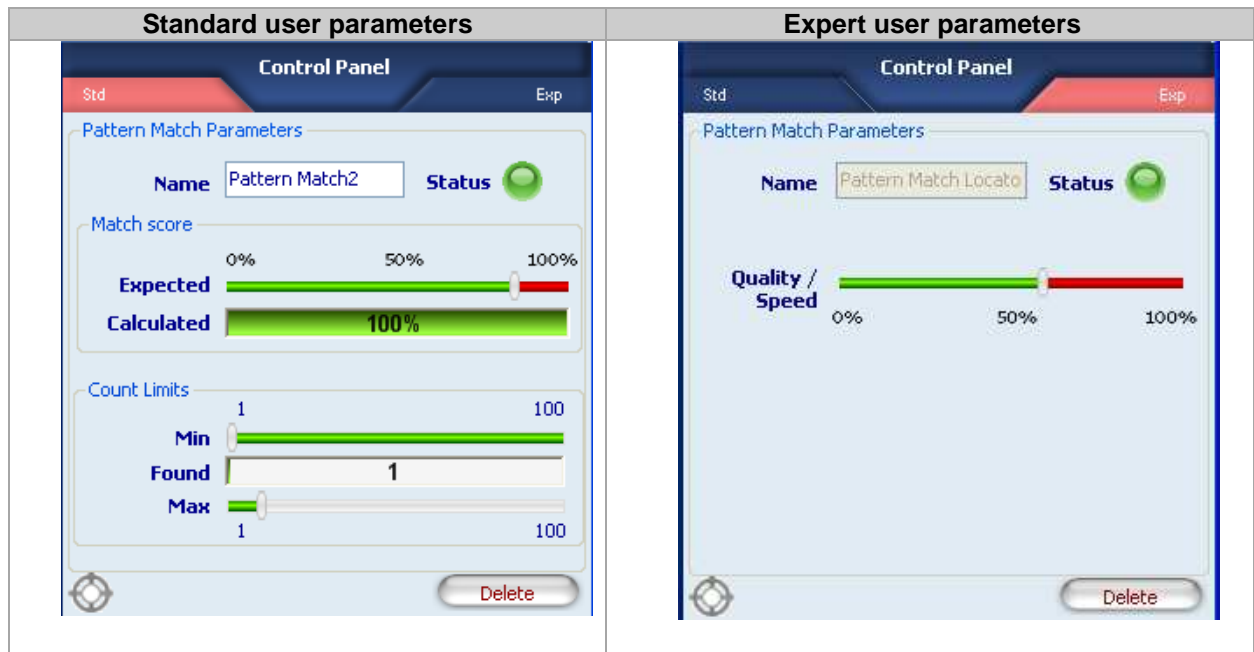 Standard user parameters
Expert user parameters
Control Panel
Std
Exp
Pattern Match Parameters
Name
Pattern Match2
Status
Match score
0%
50%
100%
Expected
Calculated
100%
Count Limits
1
100
Min
Found
1
Max
1
100
Delete
Control Panel
Std
Exp
Pattern Match Parameters
Name
Pattern Match Locato
Status
Quality /
Speed
0%
50%
100%
Delete